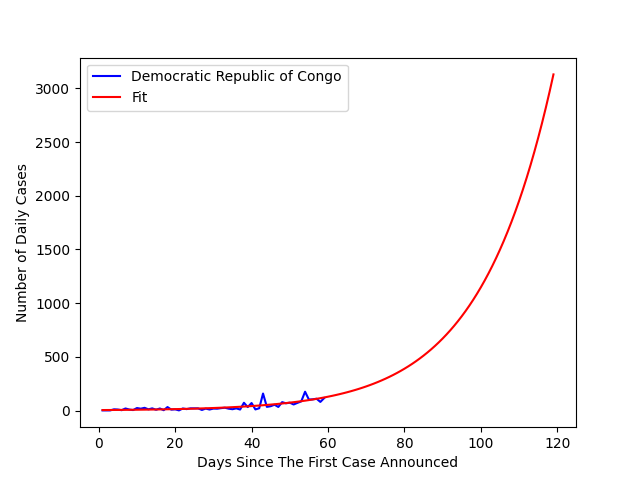 Democratic Republic of Congo
Fit
Number of Daily Cases
3000
2500
2000
1500
1000
500
0
0 20 40 60 80 100 120
Days Since The First Case Announced